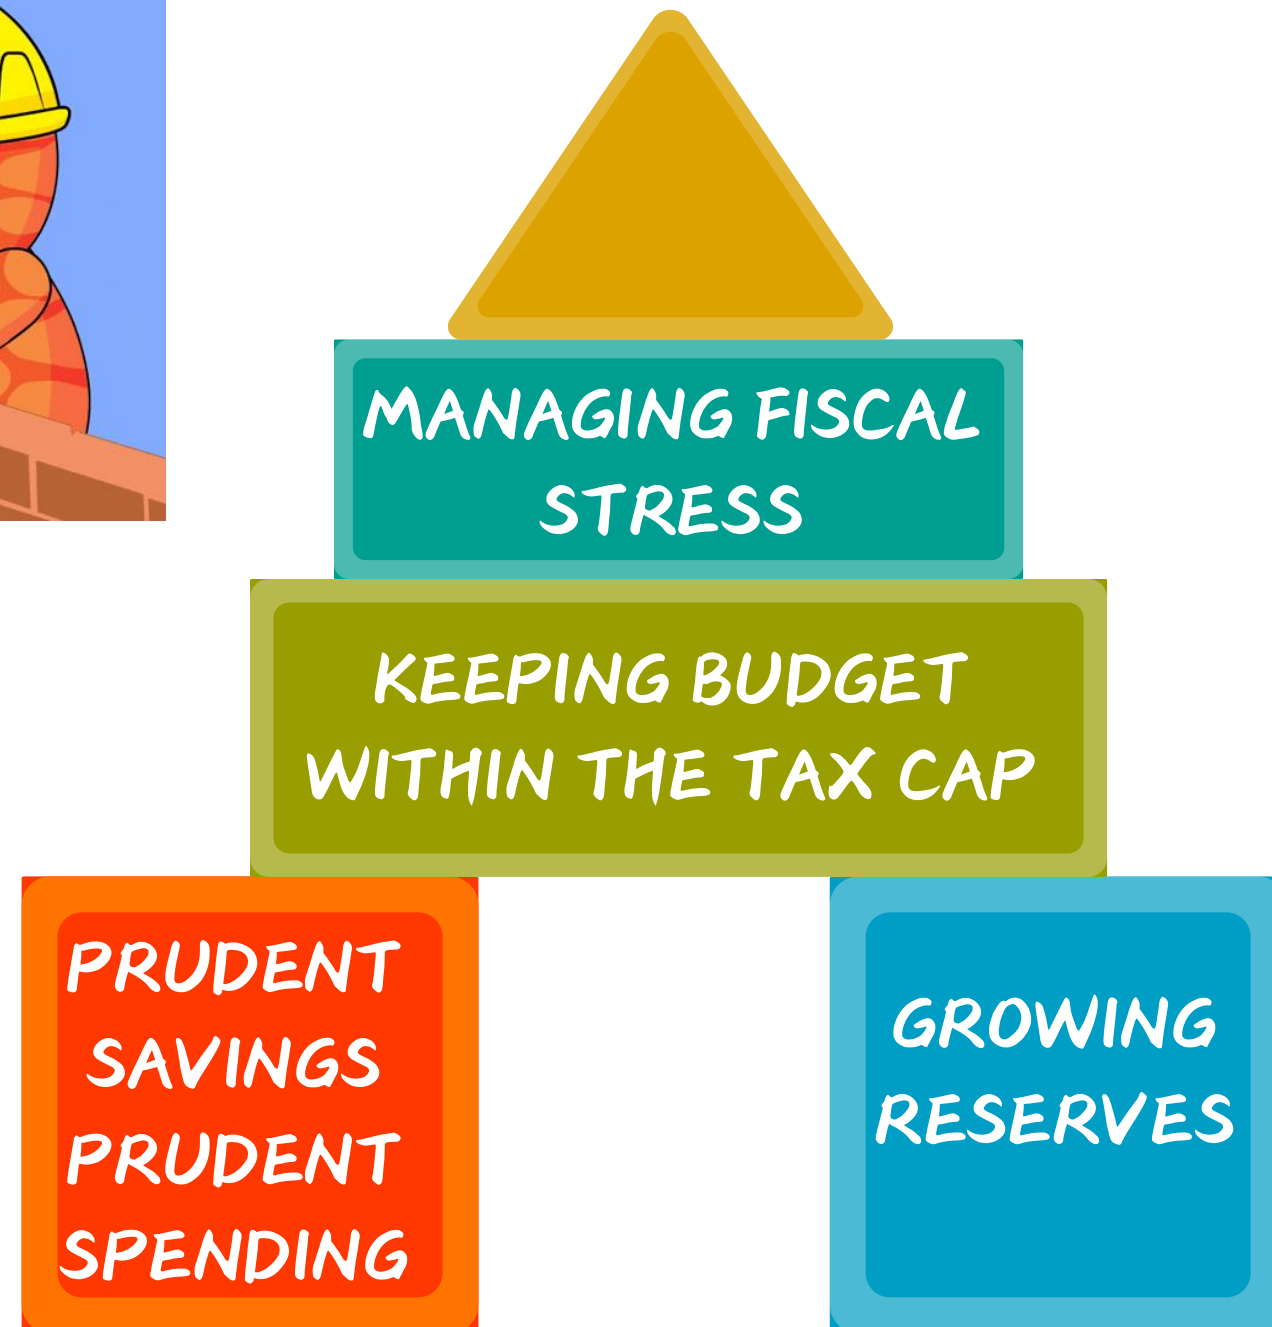 MANAGING FISCAL
STRESS
KEEPING BUDGET
WITHIN THE TAX CAP
PRUDENT
SAVINGS
PRUDENT
SPENDING
GROWING
RESERVES